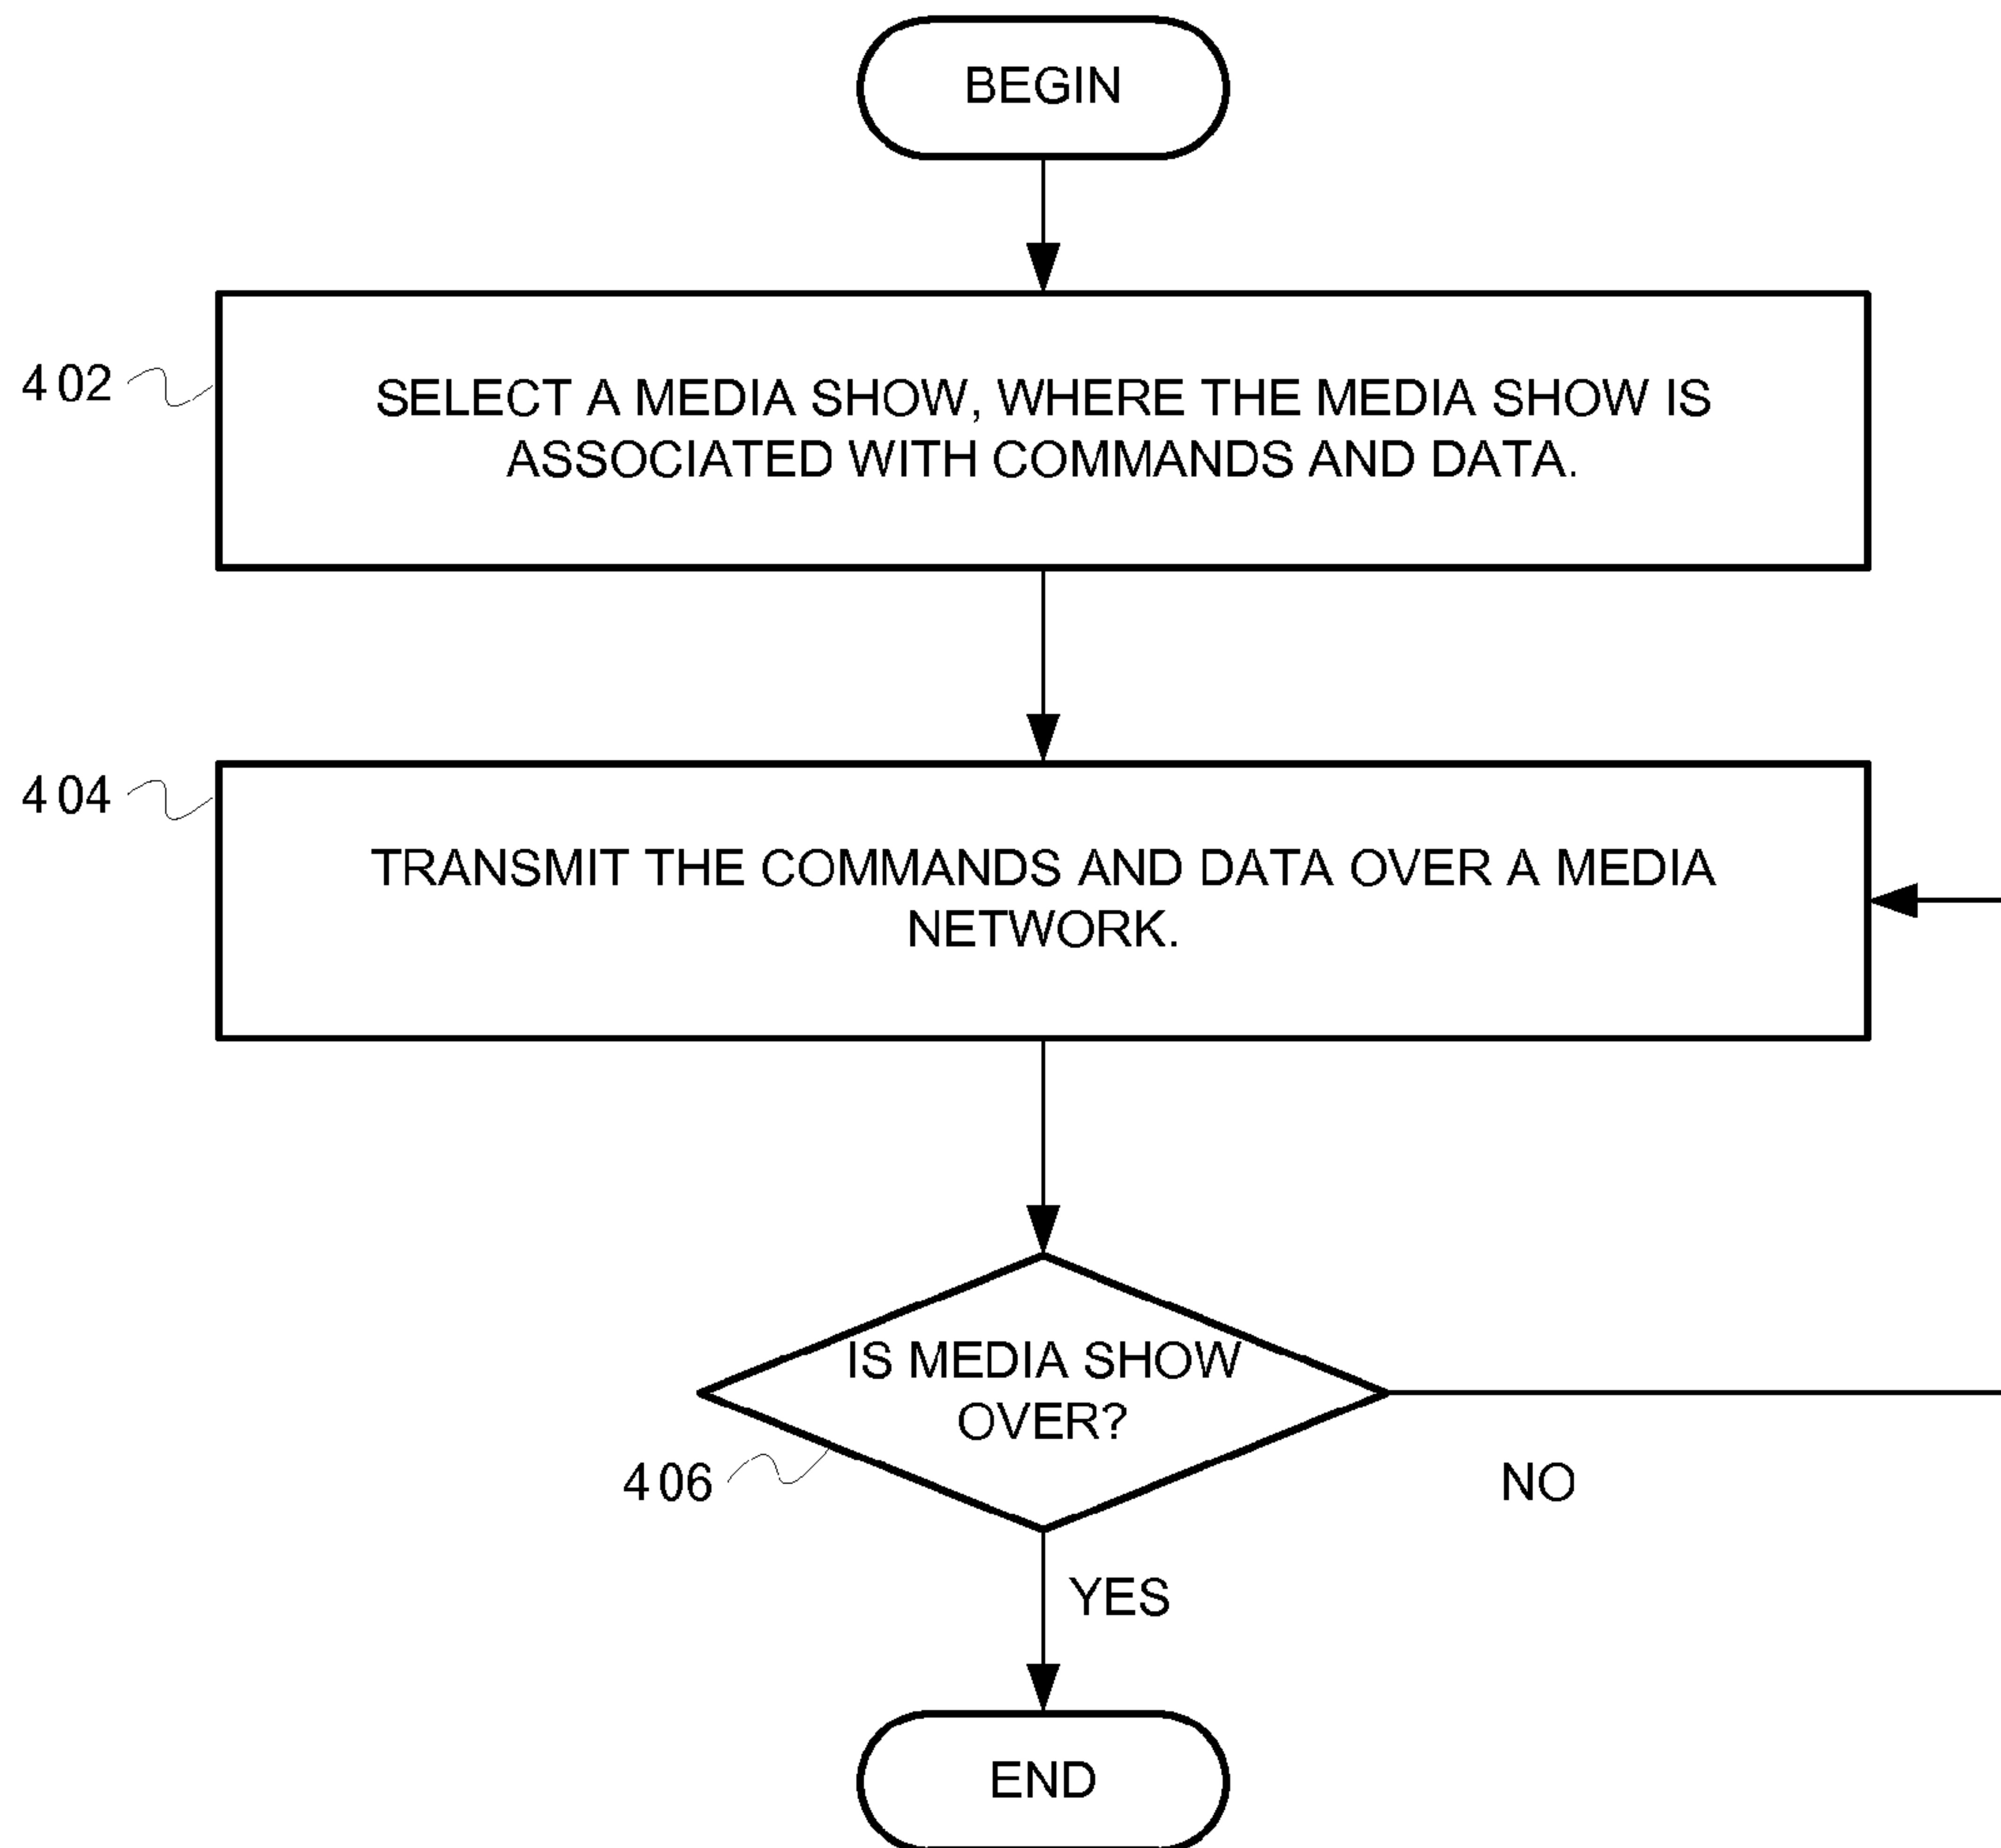 BEGIN
402
SELECT A MEDIA SHOW, WHERE THE MEDIA SHOW IS
ASSOCIATED WITH COMMANDS AND DATA.
404
TRANSMIT THE COMMANDS AND DATA OVER A MEDIA
NETWORK.
IS MEDIA SHOW
OVER?
406
NO
YES
END